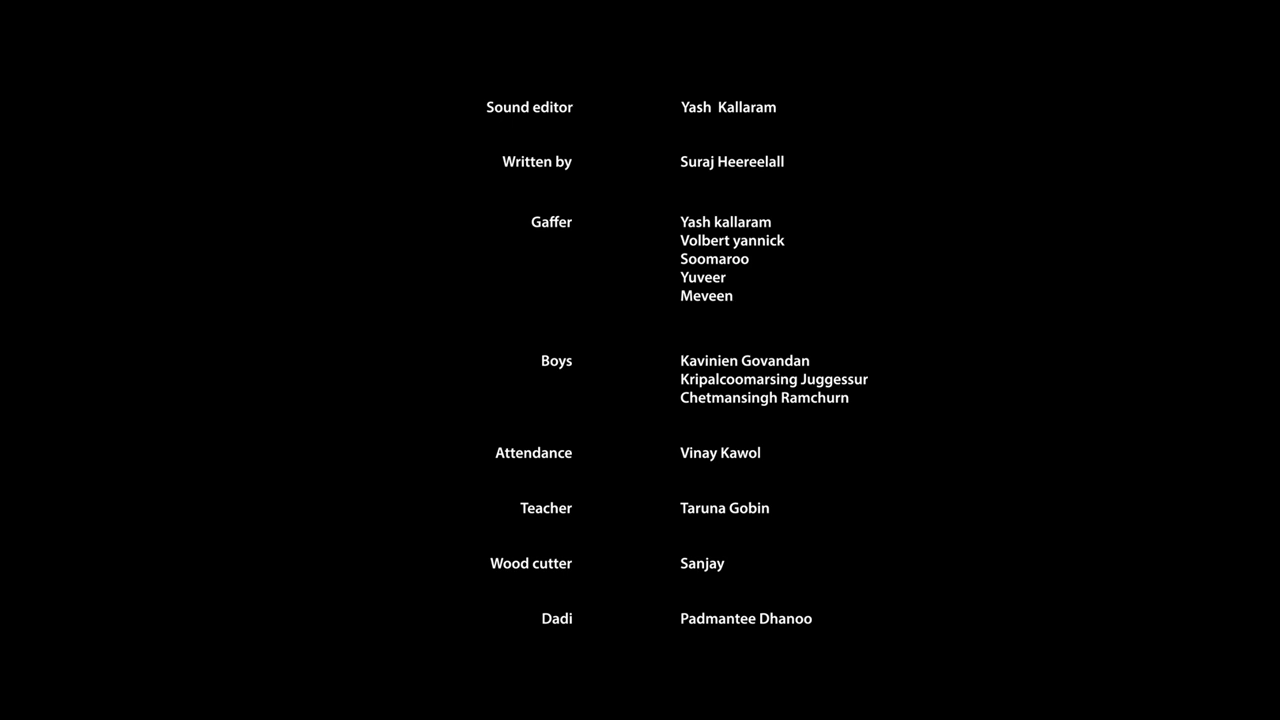 Sound editor Yash Kallaram
Written by Suraj Heereelall
Gaffer Yash kallaram
Volbert yannick
Soomaroo
Yuveer
Meveen
Boys Kavinien Govandan
Kripalcoomarsing Juggessur
Chetmansingh Ramchurn
Attendance Vinay Kawol
Teacher Taruna Gobin
Wood cutter Sanjay
Dadi Padmantee Dhanoo